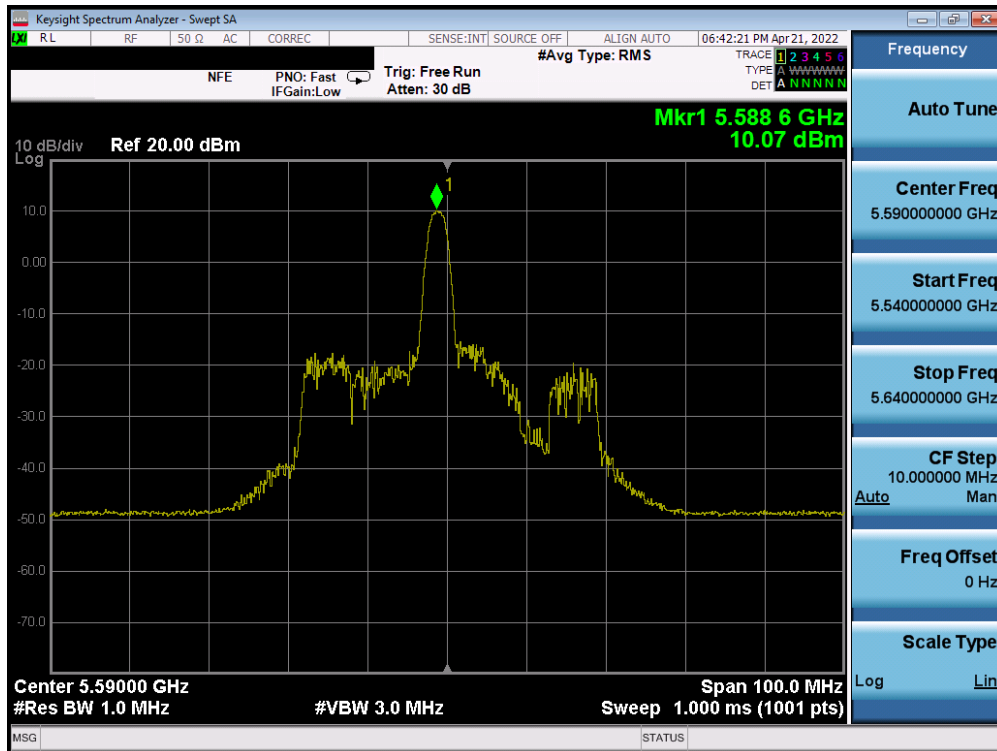 Keysight Spectrum Analyzer - Swept SA
LXI RL RF 50 Ω AC CORREC SENSE:INT SOURCE OFF ALIGN AUTO 06:42:21 PM Apr 21, 2022
#Avg Type: RMS
TRACE 1 2 3 4 5 6
TYPE A WWWWWW
DET A N N N N N
NFE
PNO: Fast
IFGain:Low
Trig: Free Run
Atten: 30 dB
Mkr1 5.588 6 GHz
10.07 dBm
10 dB/div
Log
Ref 20.00 dBm
1
10.0
0.00
-10.0
-20.0
-30.0
-40.0
-50.0
-60.0
-70.0
Center 5.59000 GHz
Span 100.0 MHz
#Res BW 1.0 MHz
#VBW 3.0 MHz
Sweep 1.000 ms (1001 pts)
MSG
STATUS
Frequency
Auto Tune
Center Freq
5.590000000 GHz
Start Freq
5.540000000 GHz
Stop Freq
5.640000000 GHz
CF Step
10.000000 MHz
Auto Man
Freq Offset
0 Hz
Scale Type
Log Lin